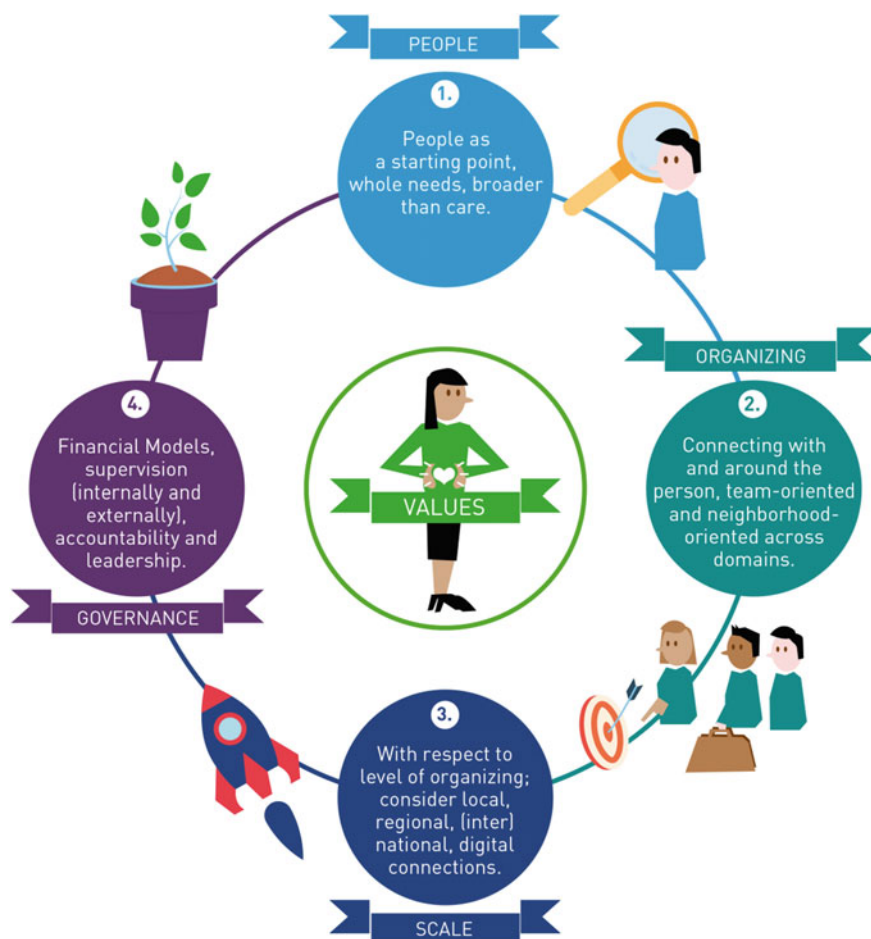 PEOPLE
1.
People as
a starting point,
whole needs, broader
than care.
ORGANIZING
2.
Connecting with
and around the
person, team-oriented
and neighborhood-
oriented across
domains.
3.
With respect to
level of organizing;
consider local,
regional, (inter)
national, digital
connections.
SCALE
4.
Financial Models,
supervision
(internally and
externally),
accountability and
leadership.
GOVERNANCE
VALUES